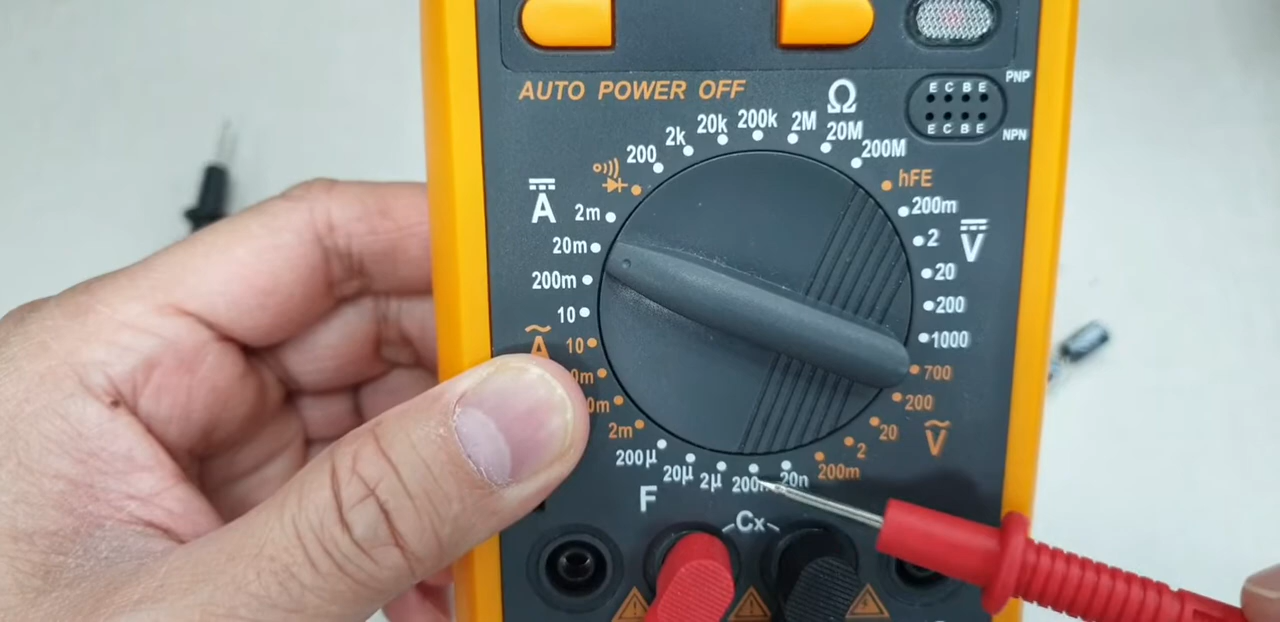 AUTO POWER OFF
PNP
E C B E
E C B E
NPN
Ω
200
2k
20k
200k
2M
20M
200M
hFE
A
2m
20m
200m
10
A
10
2m
V
200m
2
20
200
1000
700
200
20
2
200m
V
F
200µ
20µ
2µ
200n
20n
Cx